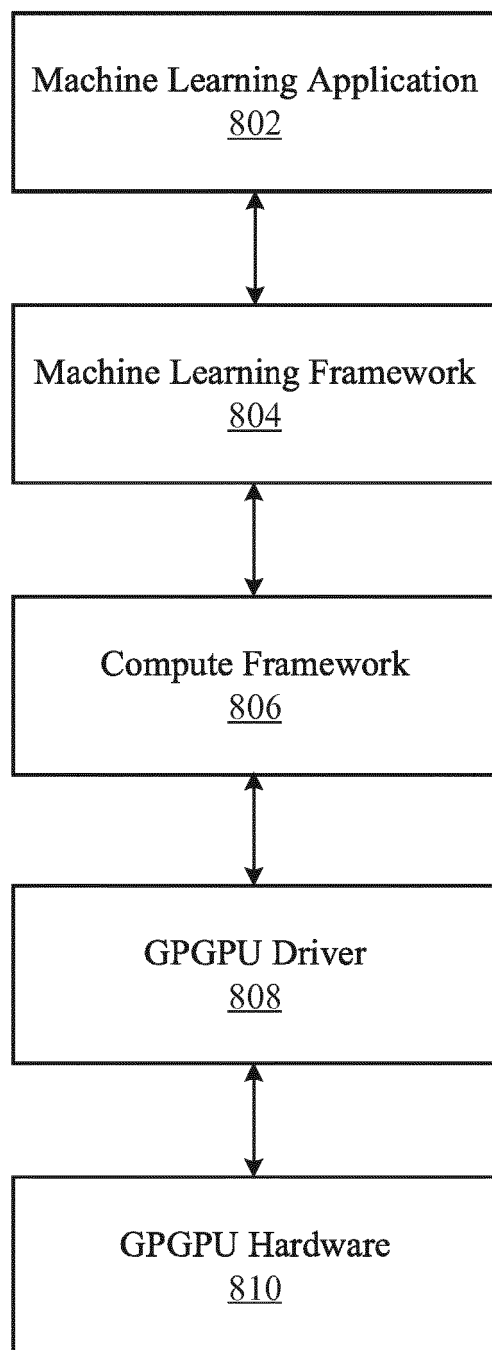 Machine Learning Application
802
Machine Learning Framework
804
Compute Framework
806
GPGPU Driver
808
GPGPU Hardware
810